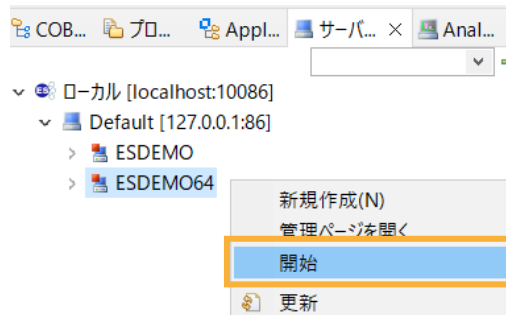 COB... プロ... Appl... サーバ... Anal...
ローカル [localhost:10086]
Default [127.0.0.1:86]
ESDEMO
ESDEMO64
新規作成(N)
管理ページを開く
開始
更新